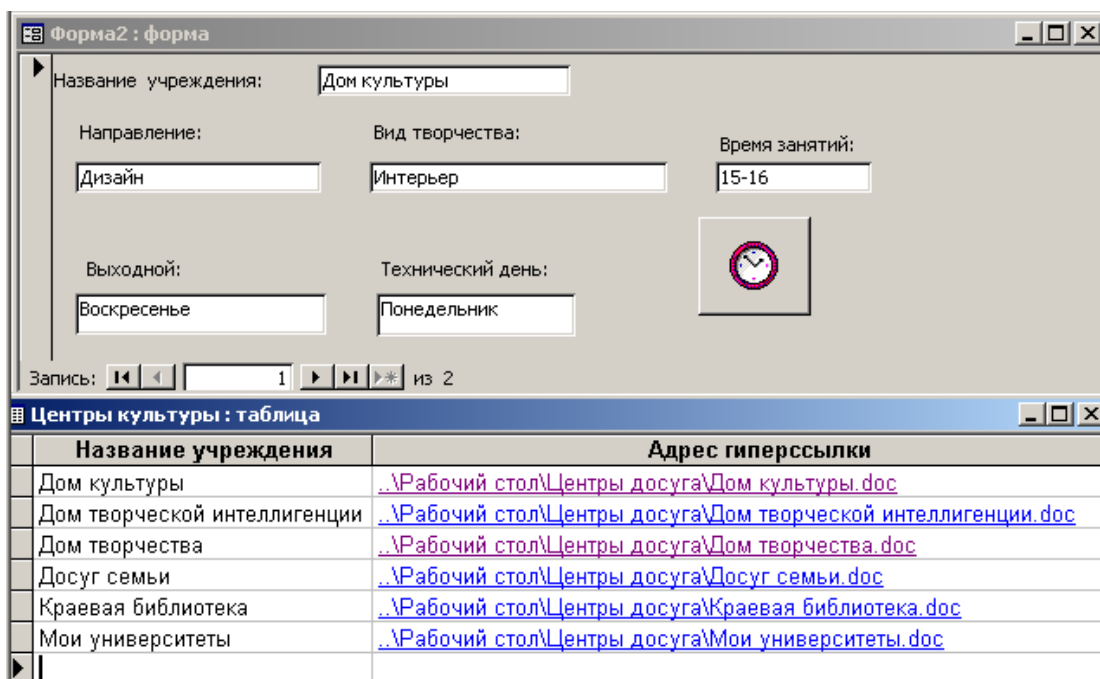 Форма2 : форма
Название учреждения: Дом культуры
Направление: Вид творчества: Время занятий:
Дизайн Интерьер 15-16
Выходной: Технический день:
Воскресенье Понедельник
Запись: 1 из 2
Центры культуры : таблица
Название учреждения Адрес гиперссылки
Дом культуры ..\Рабочий стол\Центры досуга\Дом культуры.doc
Дом творческой интеллигенции ..\Рабочий стол\Центры досуга\Дом творческой интеллигенции.doc
Дом творчества ..\Рабочий стол\Центры досуга\Дом творчества.doc
Досуг семьи ..\Рабочий стол\Центры досуга\Досуг семьи.doc
Краевая библиотека ..\Рабочий стол\Центры досуга\Краевая библиотека.doc
Мои университеты ..\Рабочий стол\Центры досуга\Мои университеты.doc